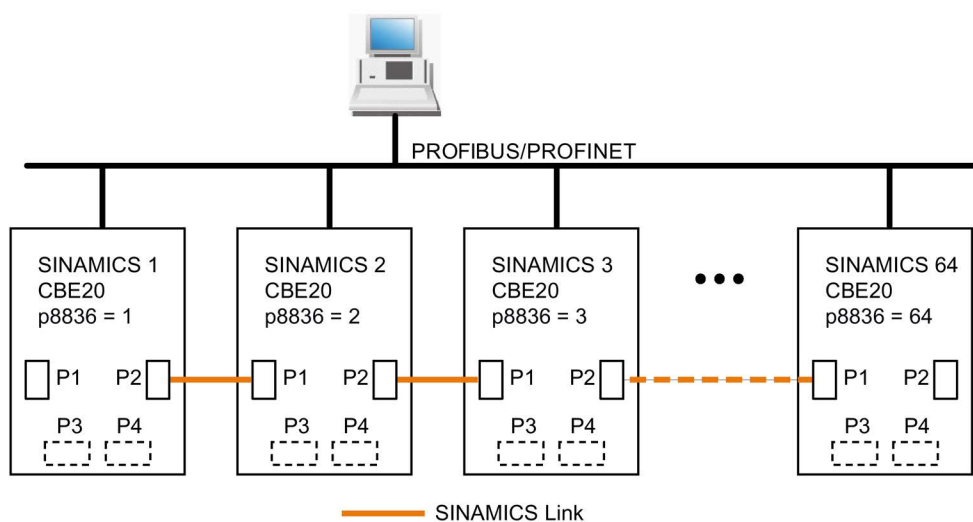 PROFIBUS/PROFINET
SINAMICS 1
CBE20
p8836 = 1
P1
P2
P3
P4
SINAMICS 2
CBE20
p8836 = 2
P1
P2
P3
P4
SINAMICS 3
CBE20
p8836 = 3
P1
P2
P3
P4
SINAMICS 64
CBE20
p8836 = 64
P1
P2
P3
P4
SINAMICS Link